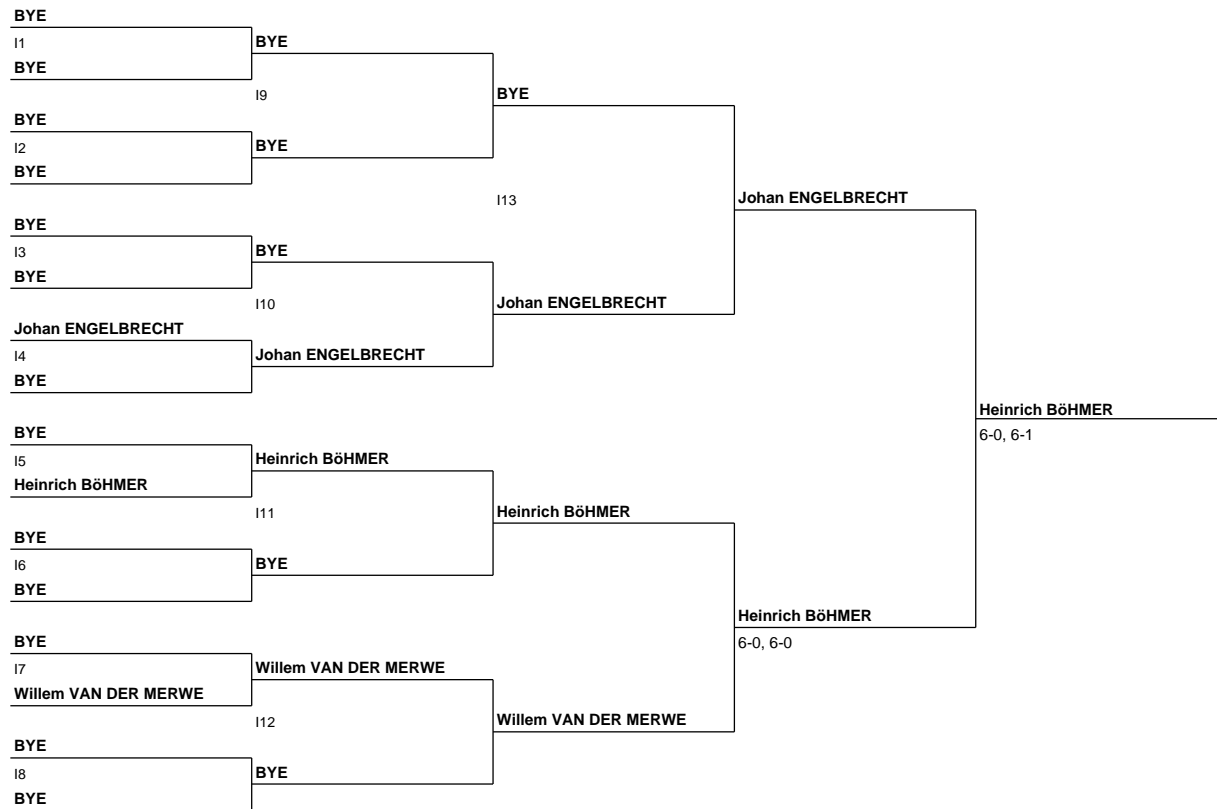 BYE
I1
BYE
BYE
I9
BYE
BYE
I2
BYE
BYE
I13
Johan ENGELBRECHT
BYE
I3
BYE
BYE
I10
Johan ENGELBRECHT
Johan ENGELBRECHT
I4
Johan ENGELBRECHT
BYE
Heinrich BöHMER
6-0, 6-1
BYE
I5
Heinrich BöHMER
Heinrich BöHMER
I11
Heinrich BöHMER
BYE
I6
BYE
BYE
Heinrich BöHMER
6-0, 6-0
BYE
I7
Willem VAN DER MERWE
Willem VAN DER MERWE
I12
Willem VAN DER MERWE
BYE
I8
BYE
BYE